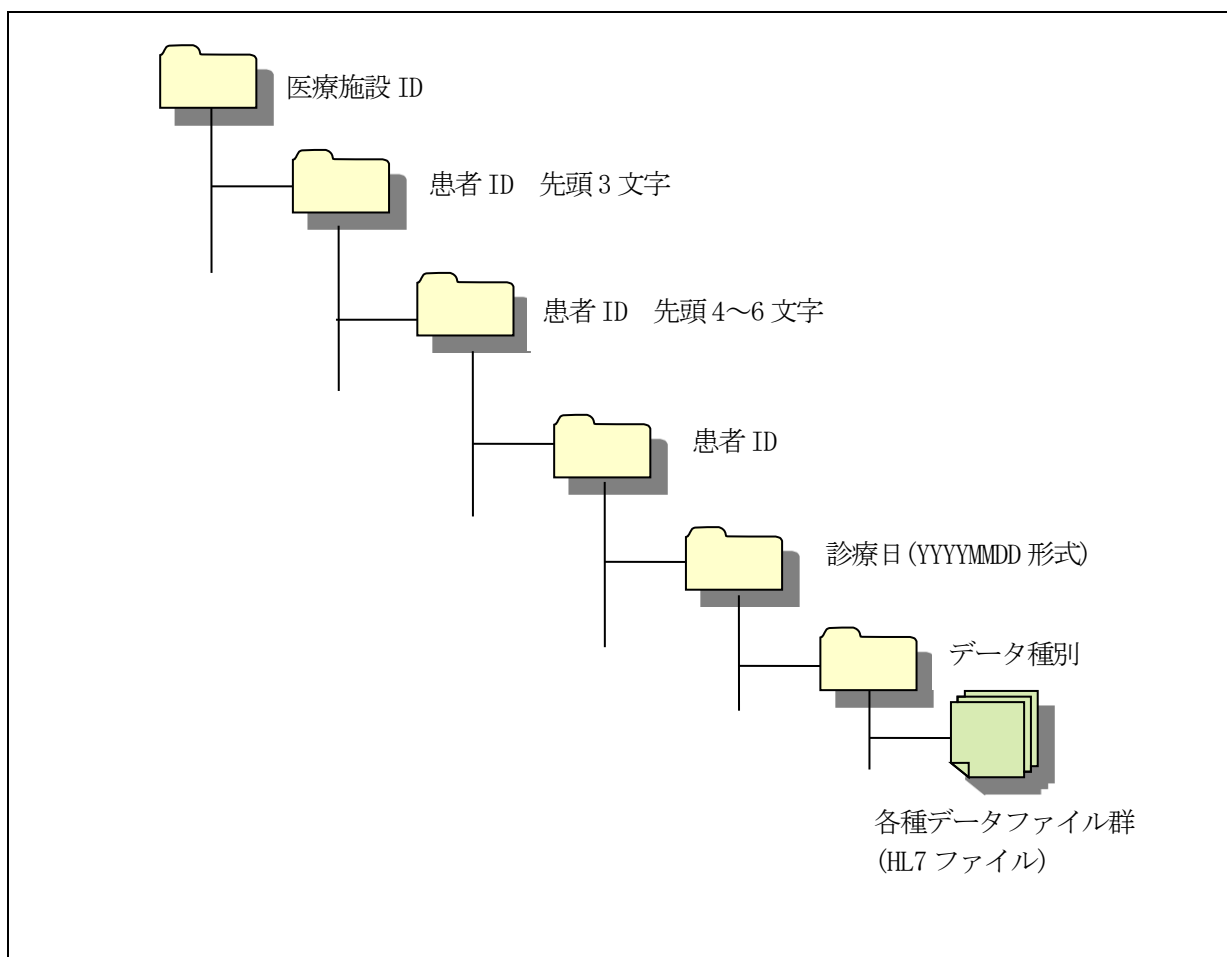 医療施設 ID
患者 ID　先頭 3 文字
患者 ID　先頭 4～6 文字
患者 ID
診療日(YYYYMMDD 形式)
データ種別
各種データファイル群
(HL7 ファイル)